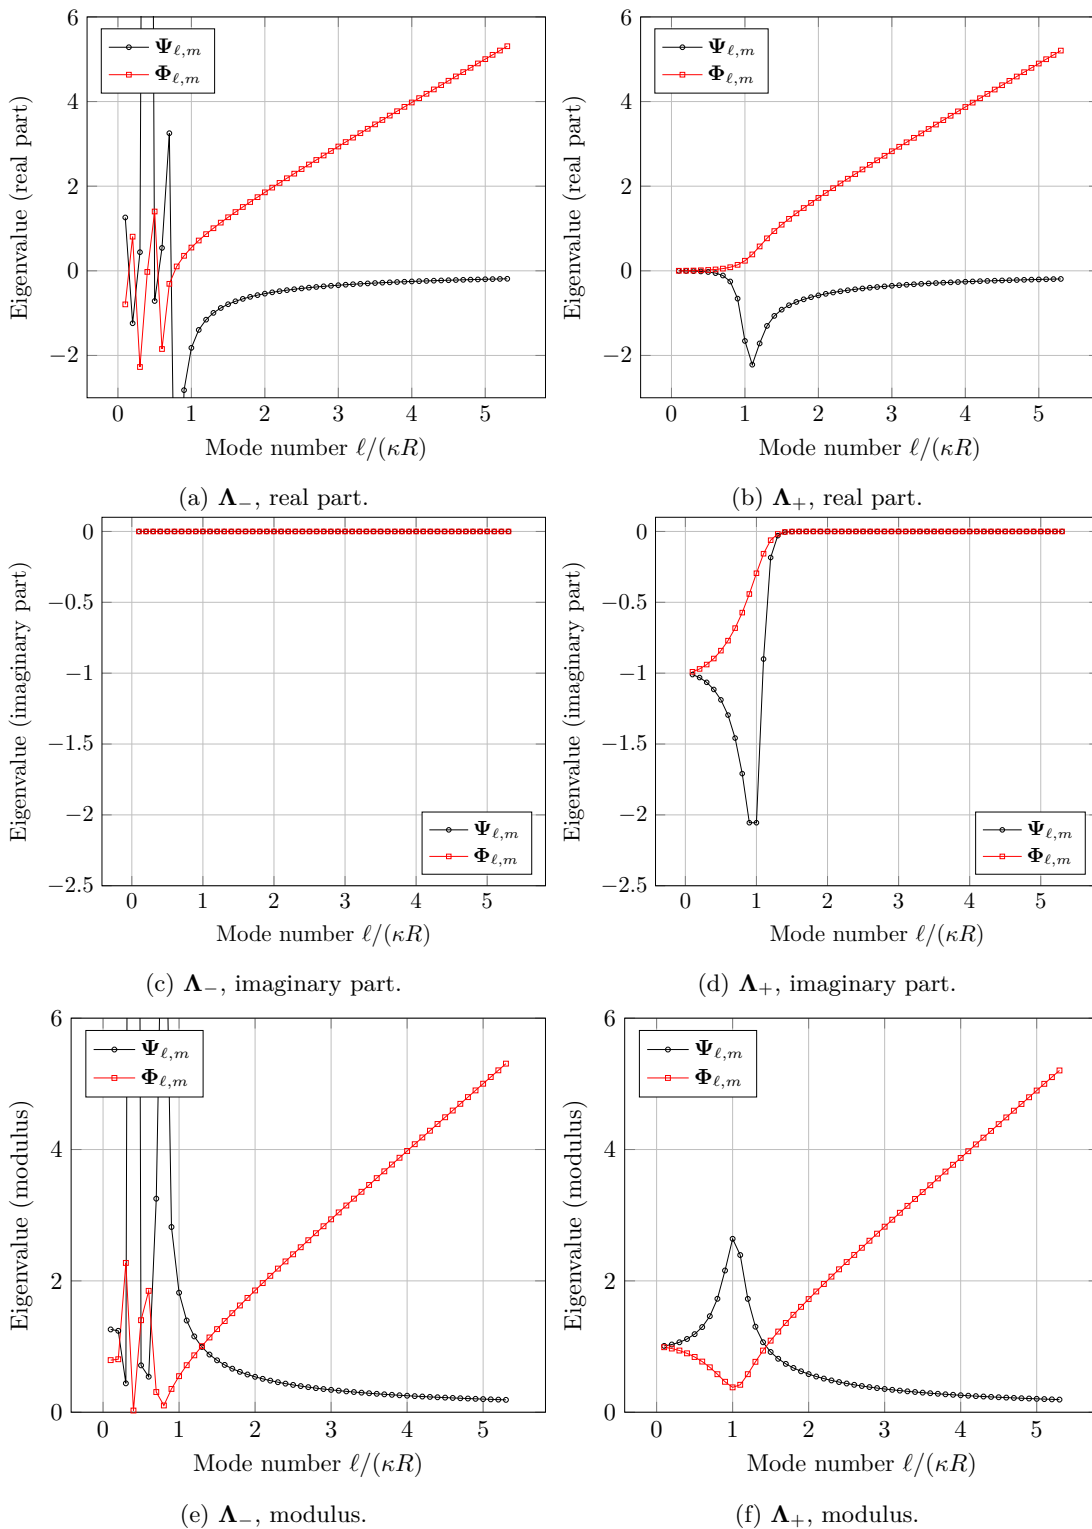 6
4
2
0
−2
0 1 2 3 4 5
Eigenvalue (real part)
Mode number ℓ/(κR)
Ψℓ,m
Φℓ,m
(a) Λ−, real part.
6
4
2
0
−2
0 1 2 3 4 5
Eigenvalue (real part)
Mode number ℓ/(κR)
Ψℓ,m
Φℓ,m
(b) Λ+, real part.
0
−0.5
−1
−1.5
−2
−2.5
0 1 2 3 4 5
Eigenvalue (imaginary part)
Mode number ℓ/(κR)
Ψℓ,m
Φℓ,m
(c) Λ−, imaginary part.
0
−0.5
−1
−1.5
−2
−2.5
0 1 2 3 4 5
Eigenvalue (imaginary part)
Mode number ℓ/(κR)
Ψℓ,m
Φℓ,m
(d) Λ+, imaginary part.
6
4
2
0
0 1 2 3 4 5
Eigenvalue (modulus)
Mode number ℓ/(κR)
Ψℓ,m
Φℓ,m
(e) Λ−, modulus.
6
4
2
0
0 1 2 3 4 5
Eigenvalue (modulus)
Mode number ℓ/(κR)
Ψℓ,m
Φℓ,m
(f) Λ+, modulus.